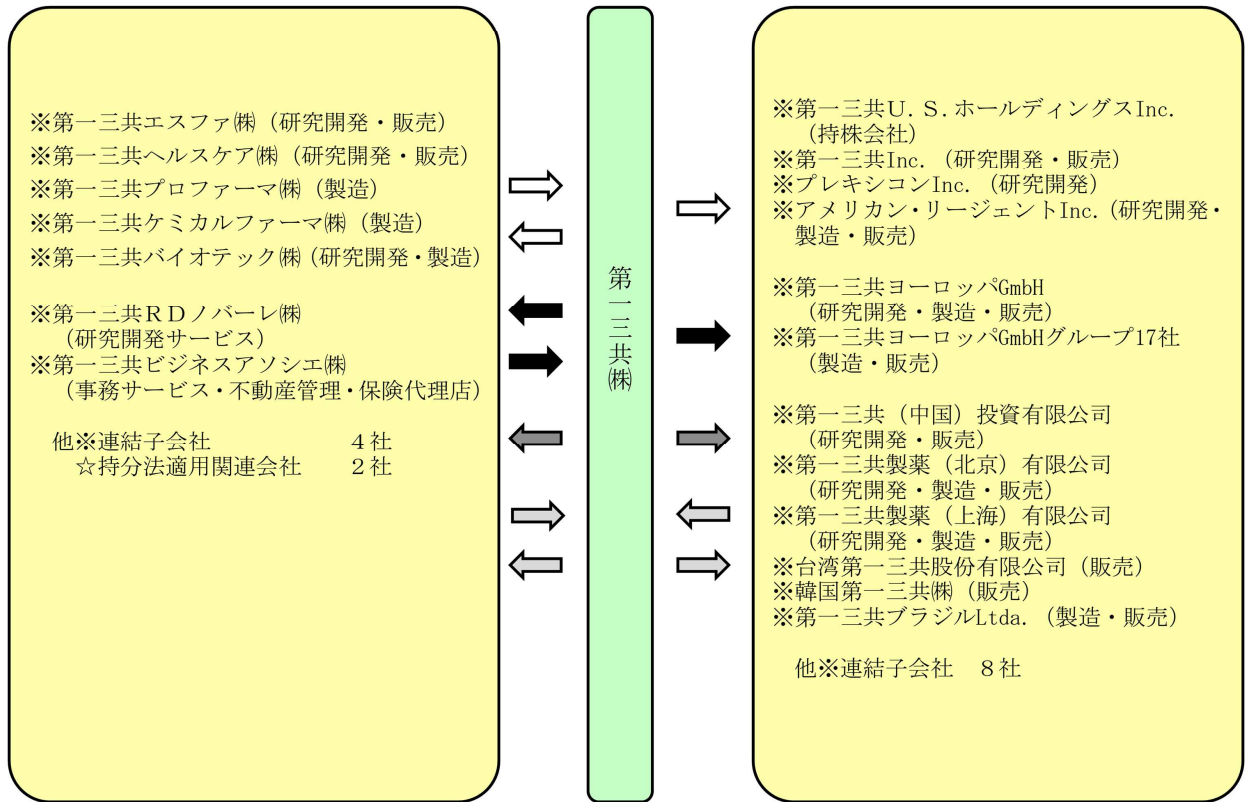 ※第一三共エスファ㈱（研究開発・販売）
※第一三共ヘルスケア㈱（研究開発・販売）
※第一三共プロファーマ㈱（製造）
※第一三共ケミカルファーマ㈱（製造）
※第一三共バイオテック㈱（研究開発・製造）
※第一三共ＲＤノバーレ㈱
（研究開発サービス）
※第一三共ビジネスアソシエ㈱
（事務サービス・不動産管理・保険代理店）
他※連結子会社　４社
☆持分法適用関連会社　２社
第一三共㈱
※第一三共Ｕ．Ｓ．ホールディングスInc.
（持株会社）
※第一三共Inc.（研究開発・販売）
※プレキシコンInc.（研究開発）
※アメリカン・リージェントInc.（研究開発・
製造・販売）
※第一三共ヨーロッパGmbH
（研究開発・製造・販売）
※第一三共ヨーロッパGmbHグループ17社
（製造・販売）
※第一三共（中国）投資有限公司
（研究開発・販売）
※第一三共製薬（北京）有限公司
（研究開発・製造・販売）
※第一三共製薬（上海）有限公司
（研究開発・製造・販売）
※台湾第一三共股份有限公司（販売）
※韓国第一三共㈱（販売）
※第一三共ブラジルLtda.（製造・販売）
他※連結子会社　８社